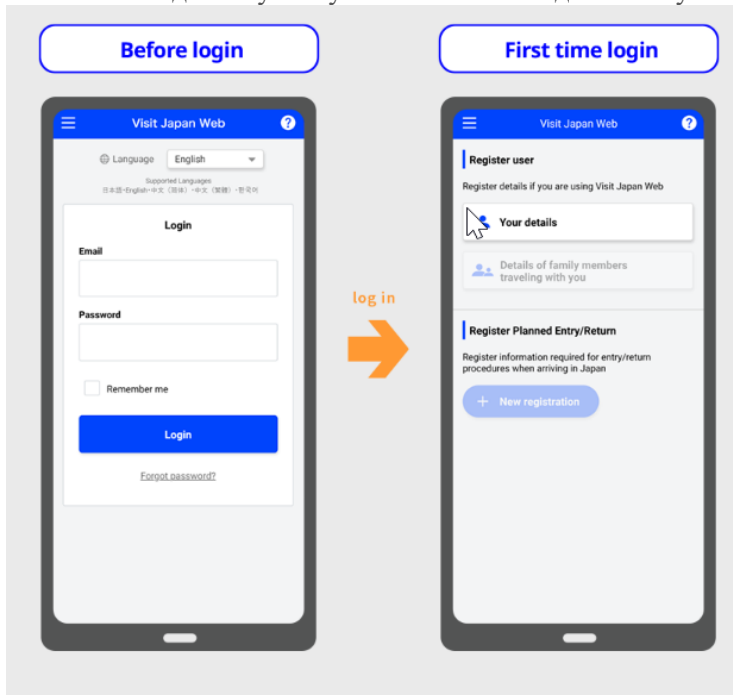 Before login
First time login
Visit Japan Web
?
Language
English
Supported Languages
日本語・English・中文（简体）・中文（繁體）・한국어
Login
Email
Password
Remember me
Login
Forgot password?
log in
Visit Japan Web
?
Register user
Register details if you are using Visit Japan Web
Your details
Details of family members
traveling with you
Register Planned Entry/Return
Register information required for entry/return
procedures when arriving in Japan
+ New registration